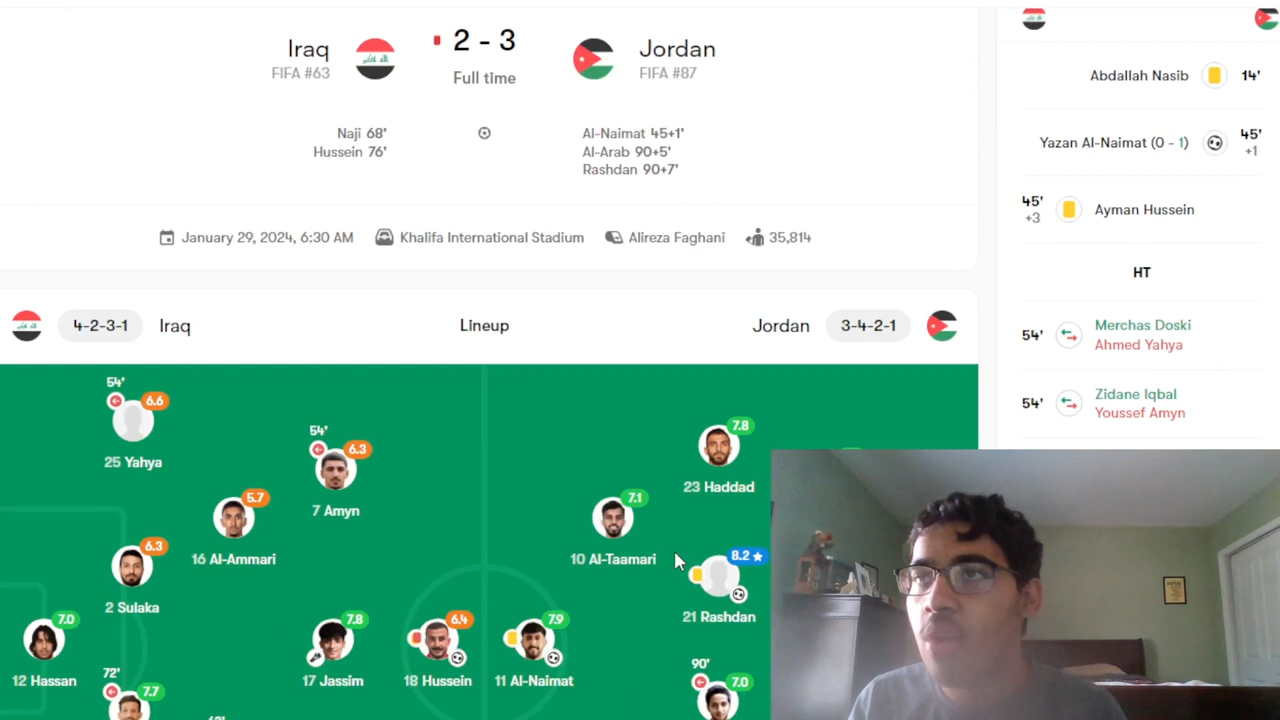 Iraq
FIFA #63
2 - 3
Full time
Jordan
FIFA #87
Naji 68'
Hussein 76'
Al-Naimat 45+1'
Al-Arab 90+5'
Rashdan 90+7'
January 29, 2024, 6:30 AM
Khalifa International Stadium
Alireza Faghani
35,814
4-2-3-1 Iraq
Lineup
Jordan 3-4-2-1
54'
6.6
25 Yahya
54'
6.3
7 Amyn
5.7
16 Al-Ammari
6.3
2 Sulaka
7.0
12 Hassan
72'
7.7
7.8
17 Jassim
6.4
18 Hussein
7.9
11 Al-Naimat
7.1
10 Al-Taamari
7.8
23 Haddad
8.2
21 Rashdan
90'
7.0
Abdallah Nasib 14'
Yazan Al-Naimat (0 - 1) 45'
+1
45'
+3
Ayman Hussein
HT
54'
Merchas Doski
Ahmed Yahya
54'
Zidane Iqbal
Youssef Amyn